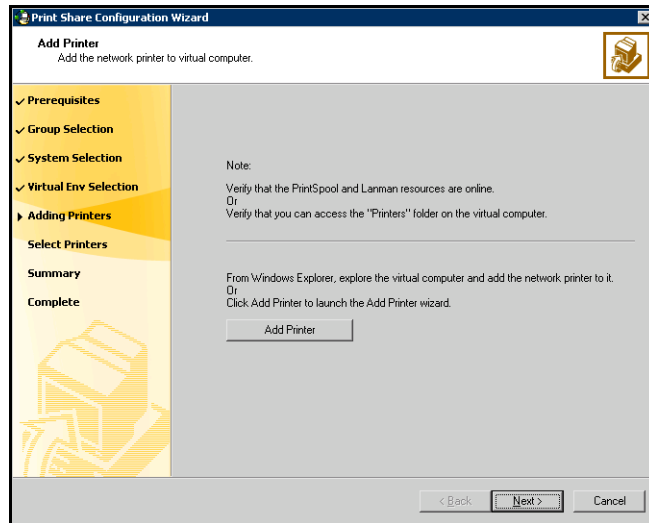 Print Share Configuration Wizard
Add Printer
Add the network printer to virtual computer.
Prerequisites
Group Selection
System Selection
Virtual Env Selection
Adding Printers
Select Printers
Summary
Complete
Note:
Verify that the PrintSpool and Lanman resources are online.
Or
Verify that you can access the "Printers" folder on the virtual computer.
From Windows Explorer, explore the virtual computer and add the network printer to it.
Or
Click Add Printer to launch the Add Printer wizard.
Add Printer
< Back
Next >
Cancel